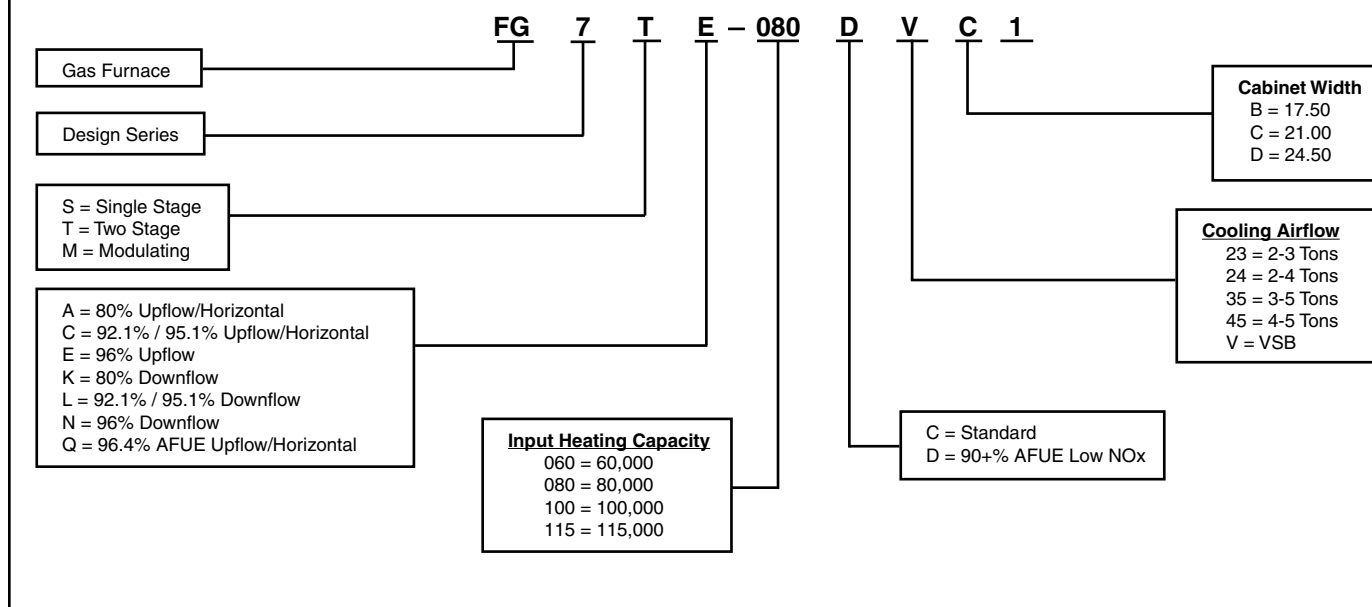 FG 7 T E – 080 D V C 1
Gas Furnace
Design Series
S = Single Stage
T = Two Stage
M = Modulating
A = 80% Upflow/Horizontal
C = 92.1% / 95.1% Upflow/Horizontal
E = 96% Upflow
K = 80% Downflow
L = 92.1% / 95.1% Downflow
N = 96% Downflow
Q = 96.4% AFUE Upflow/Horizontal
Input Heating Capacity
060 = 60,000
080 = 80,000
100 = 100,000
115 = 115,000
C = Standard
D = 90+% AFUE Low NOx
Cooling Airflow
23 = 2-3 Tons
24 = 2-4 Tons
35 = 3-5 Tons
45 = 4-5 Tons
V = VSB
Cabinet Width
B = 17.50
C = 21.00
D = 24.50